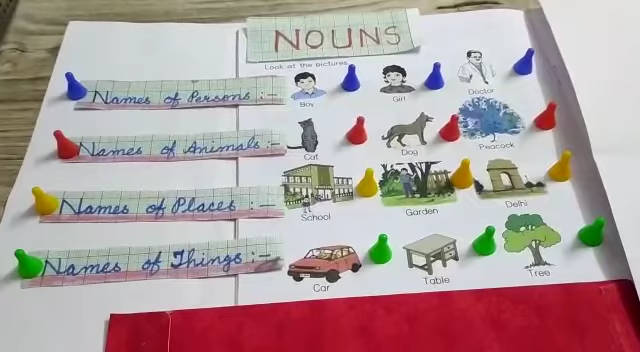 NOUNS
Look at the pictures
Names of Persons :-
Boy Girl Doctor
Names of Animals :-
Cat Dog Peacock
Names of Places :-
School Garden Delhi
Names of Things :-
Car Table Tree